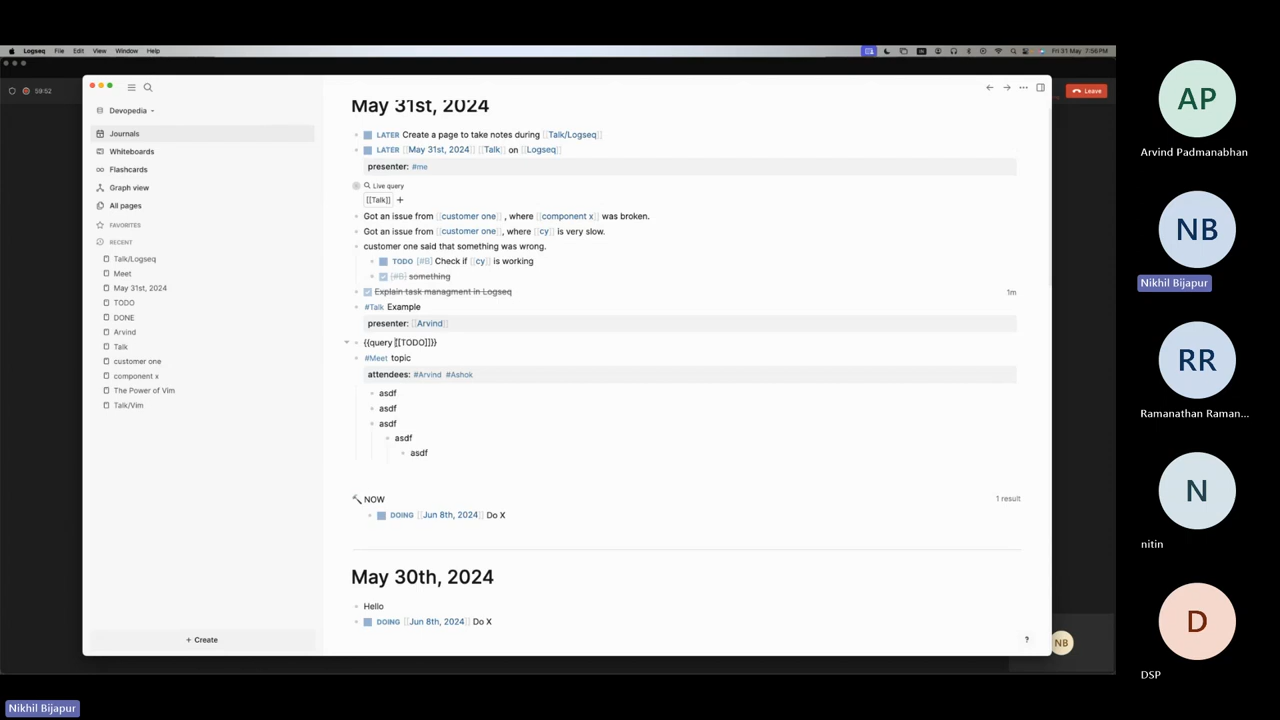 Logseq File Edit View Window Help
Fri 31 May 7:56 PM
59:52
Leave
Devopedia
Journals
Whiteboards
Flashcards
Graph view
All pages
FAVORITES
RECENT
Talk/Logseq
Meet
May 31st, 2024
TODO
DONE
Arvind
Talk
customer one
component x
The Power of Vim
Talk/Vim
+ Create
May 31st, 2024
LATER Create a page to take notes during [[Talk/Logseq]]
LATER [[May 31st, 2024]] [[Talk]] on [[Logseq]]
presenter: #me
Live query
[[Talk]] +
Got an issue from [[customer one]] , where [[component x]] was broken.
Got an issue from [[customer one]], where [[cy]] is very slow.
customer one said that something was wrong.
TODO [#B] Check if [[cy]] is working
[#B] something
Explain task managment in Logseq
1m
#Talk Example
presenter: [[Arvind]]
{{query [[TODO]]}}
#Meet topic
attendees: #Arvind #Ashok
asdf
asdf
asdf
asdf
asdf
🔨 NOW
1 result
DOING [[Jun 8th, 2024]] Do X
May 30th, 2024
Hello
DOING [[Jun 8th, 2024]] Do X
?
NB
AP
Arvind Padmanabhan
NB
Nikhil Bijapur
RR
Ramanathan Raman...
N
nitin
D
DSP
Nikhil Bijapur